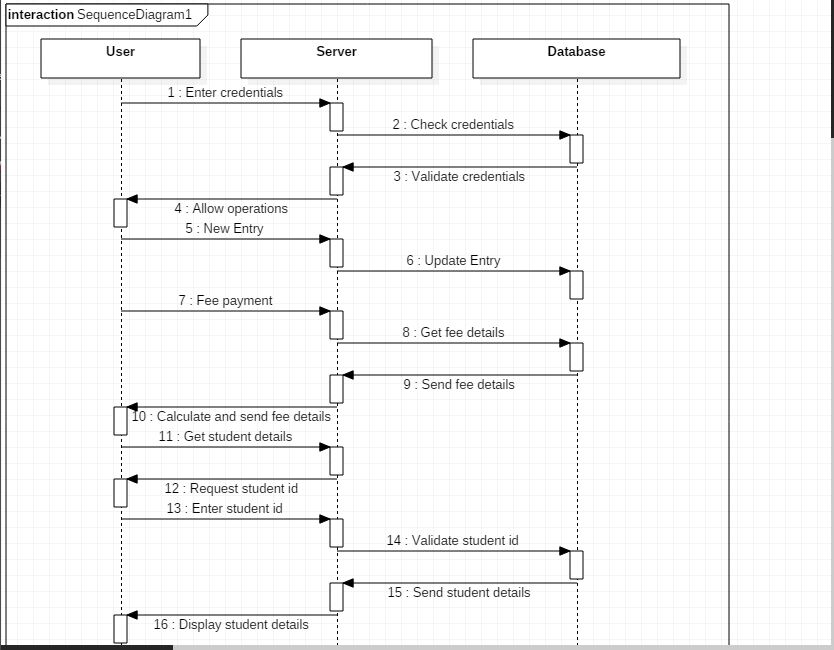 interaction SequenceDiagram1
User Server Database
1 : Enter credentials
2 : Check credentials
3 : Validate credentials
4 : Allow operations
5 : New Entry
6 : Update Entry
7 : Fee payment
8 : Get fee details
9 : Send fee details
10 : Calculate and send fee details
11 : Get student details
12 : Request student id
13 : Enter student id
14 : Validate student id
15 : Send student details
16 : Display student details